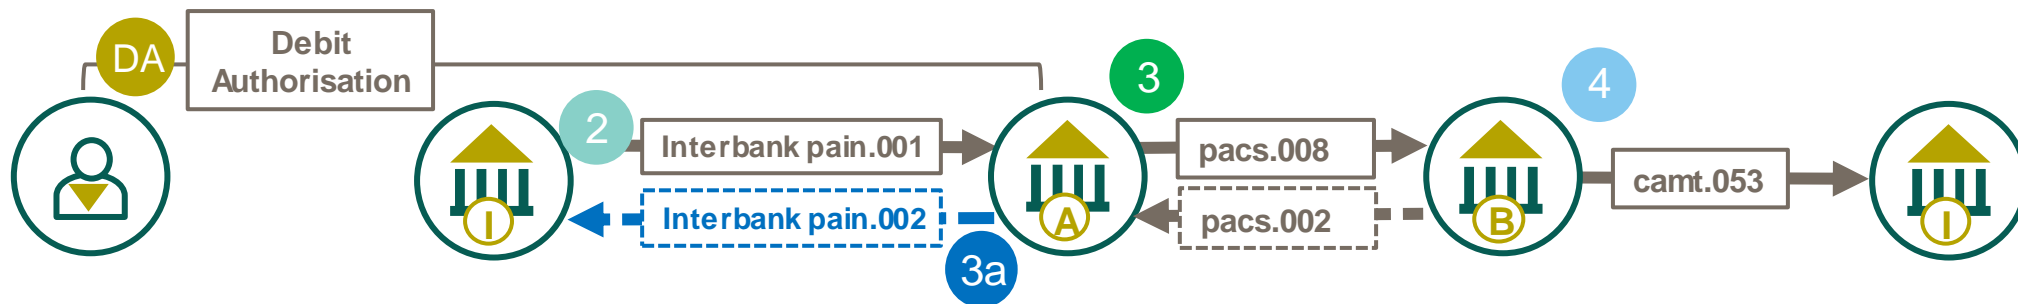 DA
Debit
Authorisation
3
4
2
Interbank pain.001
pacs.008
camt.053
Interbank pain.002
pacs.002
I
A
B
I
3a